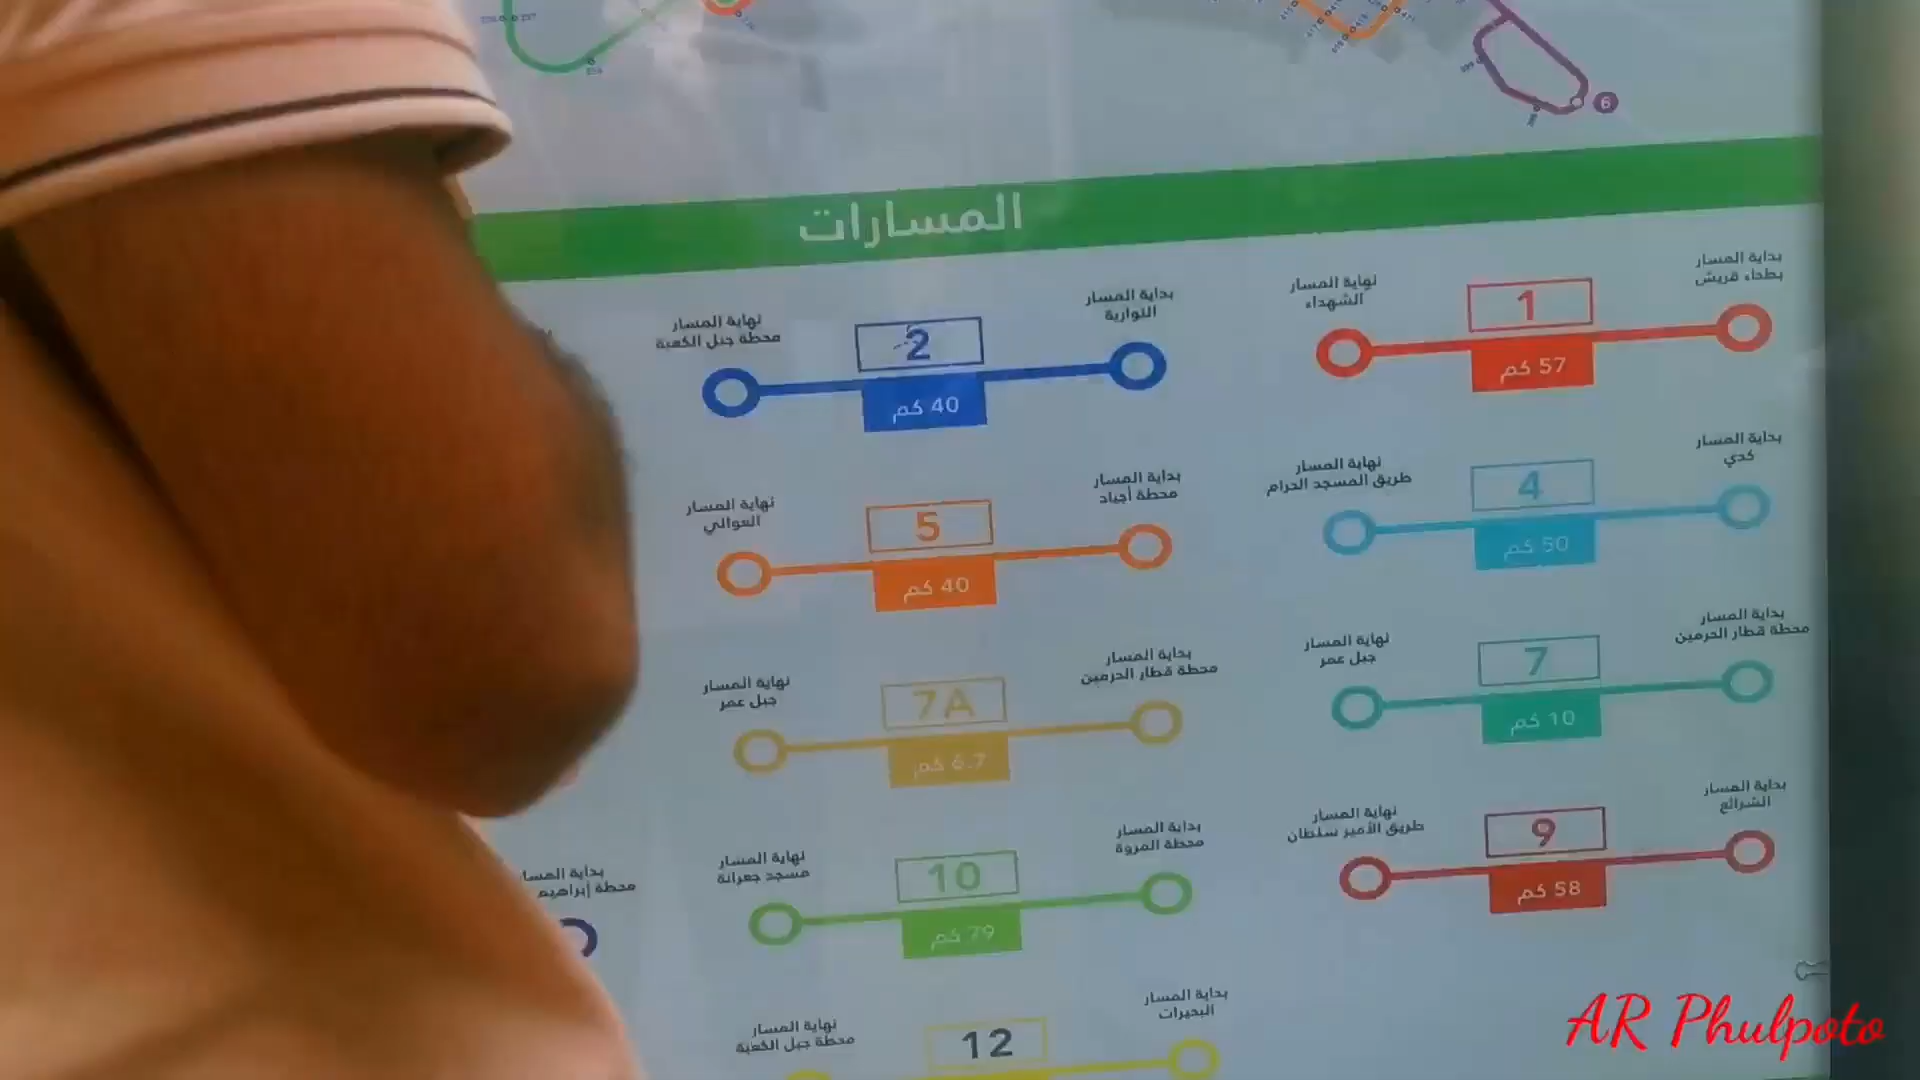 6
المسارات
بداية المسار
بطحاء قريش
1
نهاية المسار
الشهداء
57 كم
بداية المسار
النوارية
2
نهاية المسار
محطة جبل الكعبة
40 كم
بداية المسار
كدي
4
نهاية المسار
طريق المسجد الحرام
50 كم
بداية المسار
محطة أجياد
5
نهاية المسار
العوالي
40 كم
بداية المسار
محطة قطار الحرمين
7
نهاية المسار
جبل عمر
10 كم
بداية المسار
محطة قطار الحرمين
7A
نهاية المسار
جبل عمر
6.7 كم
بداية المسار
الشرائع
9
نهاية المسار
طريق الأمير سلطان
58 كم
بداية المسار
محطة المروة
10
نهاية المسار
مسجد جعرانة
79 كم
بداية
محطة إبراهيم
بداية المسار
البحيرات
12
نهاية المسار
محطة جبل الكعبة
AR Phulpoto